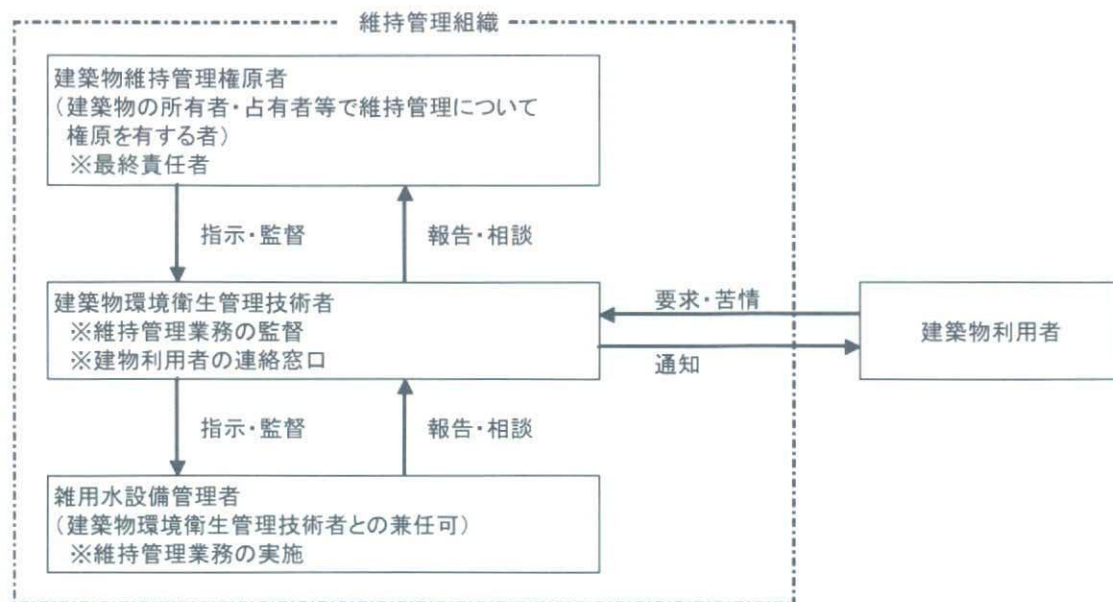 維持管理組織
建築物維持管理権原者
（建築物の所有者・占有者等で維持管理について
権原を有する者）
※最終責任者
指示・監督
報告・相談
建築物環境衛生管理技術者
※維持管理業務の監督
※建物利用者の連絡窓口
要求・苦情
通知
建築物利用者
指示・監督
報告・相談
雑用水設備管理者
（建築物環境衛生管理技術者との兼任可）
※維持管理業務の実施